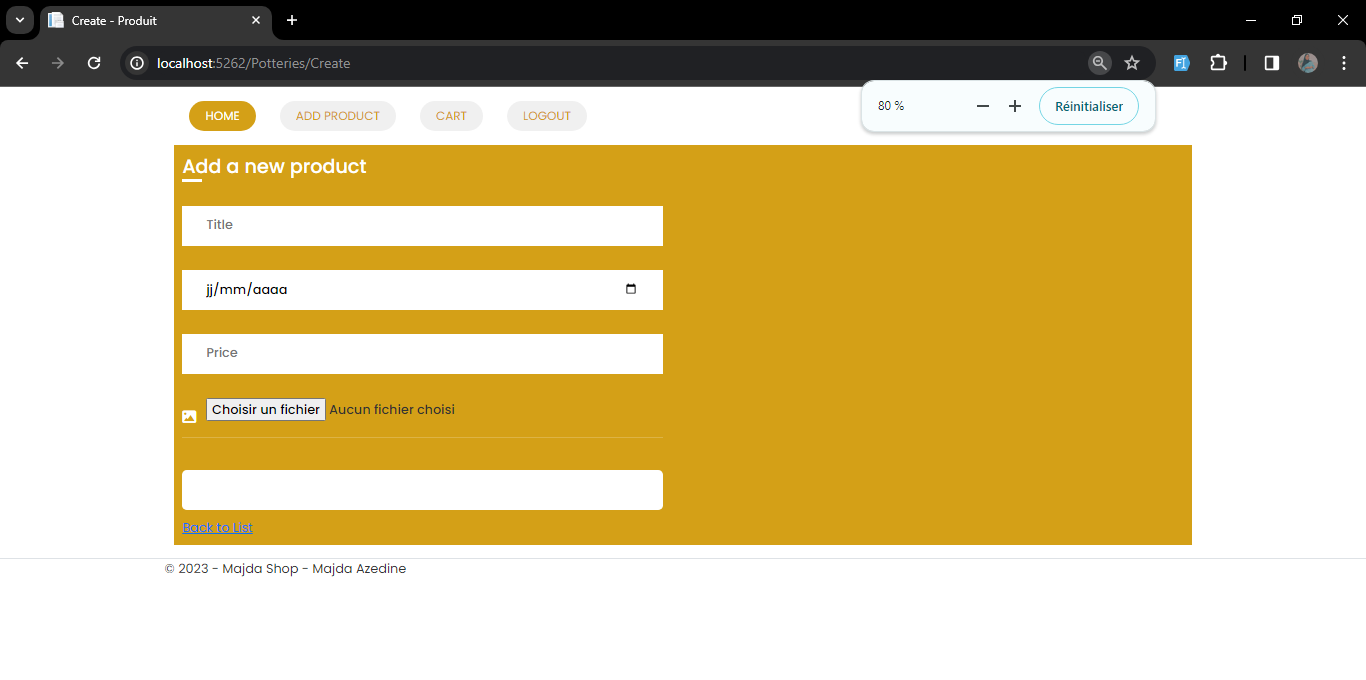 Create - Produit
localhost:5262/Potteries/Create
80 %
Réinitialiser
HOME
ADD PRODUCT
CART
LOGOUT
Add a new product
Title
jj/mm/aaaa
Price
Choisir un fichier Aucun fichier choisi
Back to List
© 2023 - Majda Shop - Majda Azedine